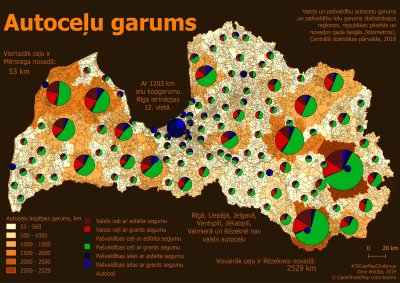 Autoceļu garums
Valsts un pašvaldību autoceļu garums
un pašvaldību ielu garums statistiskajos
reģionos, republikas pilsētās un
novados gada beigās (kilometros),
Centrālā statistikas pārvalde, 2018
Vismazāk ceļu ir
Mērsraga novadā:
53 km
Ar 1203 km
ielu kopgarumu
Rīga ierindojas
12. vietā.
Autoceļu kopējais garums, km
53 - 500
500 - 1000
1000 - 1500
1500 - 2000
2000 - 2500
2500 - 2529
Valsts ceļi ar asfalta segumu
Valsts ceļi ar grants segumu
Pašvaldības ceļi ar asfalta segumu
Pašvaldības ceļi ar grants segumu
Pašvaldības ielas ar asfalta segumu
Pašvaldības ielas ar grants segumu
Autoceļi
Rīgā, Liepājā, Jelgavā,
Ventspilī, Jēkabpilī,
Valmierā un Rēzeknē nav
valsts autoceļu
Visvairāk ceļu ir Rēzeknes novadā:
2529 km
0
20 km
#30DayMapChallenge
© OpenStreetMap contributors